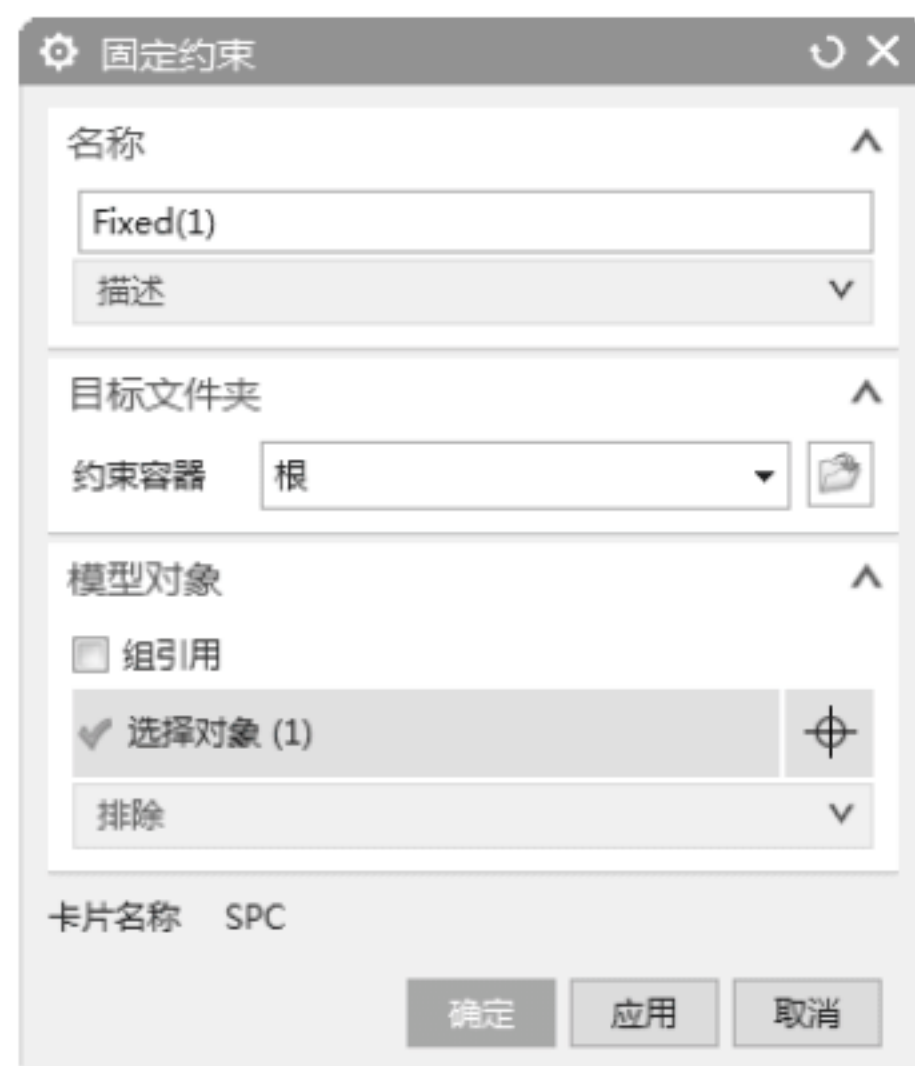 固定约束
名称
Fixed(1)
描述
目标文件夹
约束容器 根
模型对象
组引用
选择对象 (1)
排除
卡片名称 SPC
确定 应用 取消